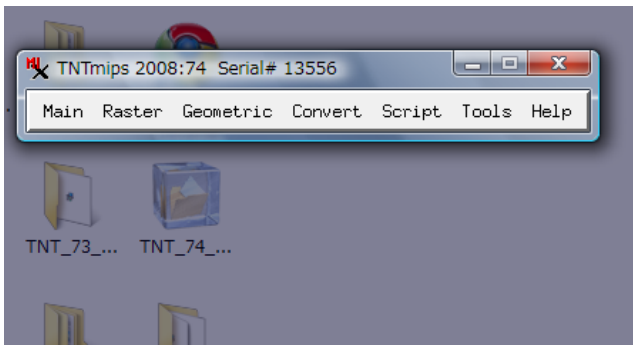 TNTmips 2008:74 Serial# 13556
Main Raster Geometric Convert Script Tools Help
TNT_73_... TNT_74_...